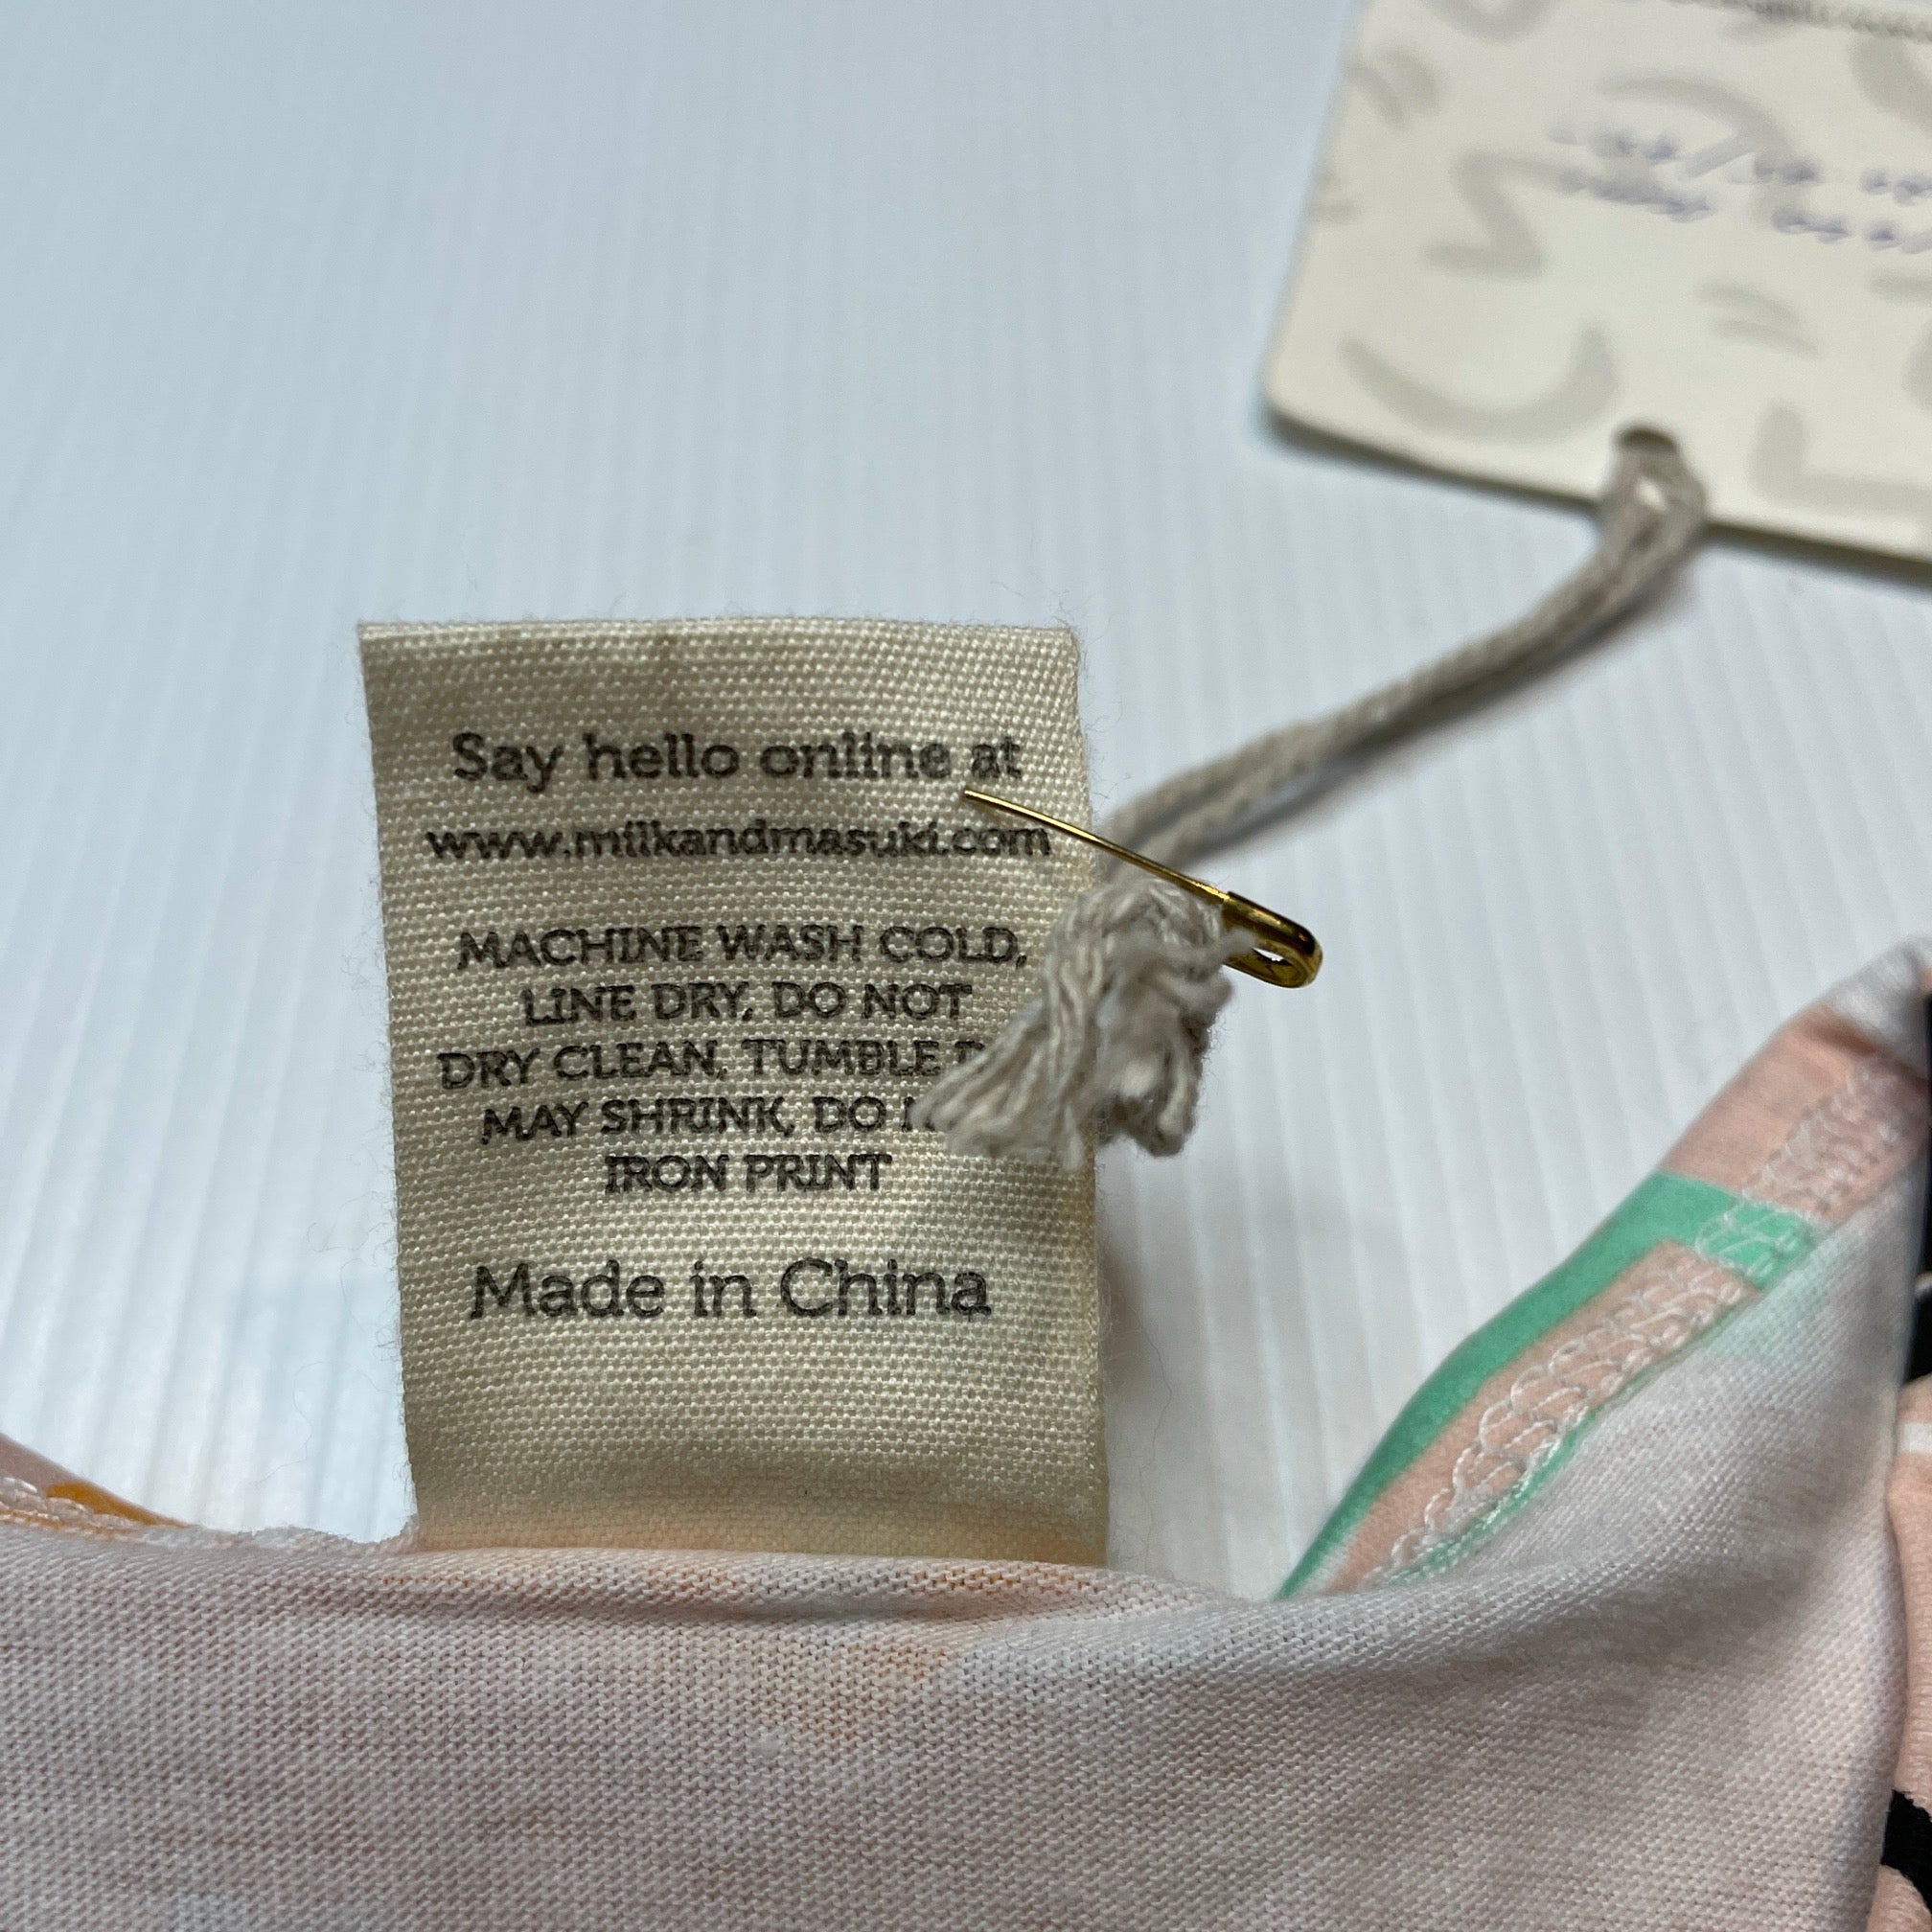 Say hello online at
www.milkandmasuki.com
MACHINE WASH COLD,
LINE DRY, DO NOT
DRY CLEAN, TUMBLE
MAY SHRINK, DO
IRON PRINT
Made in China